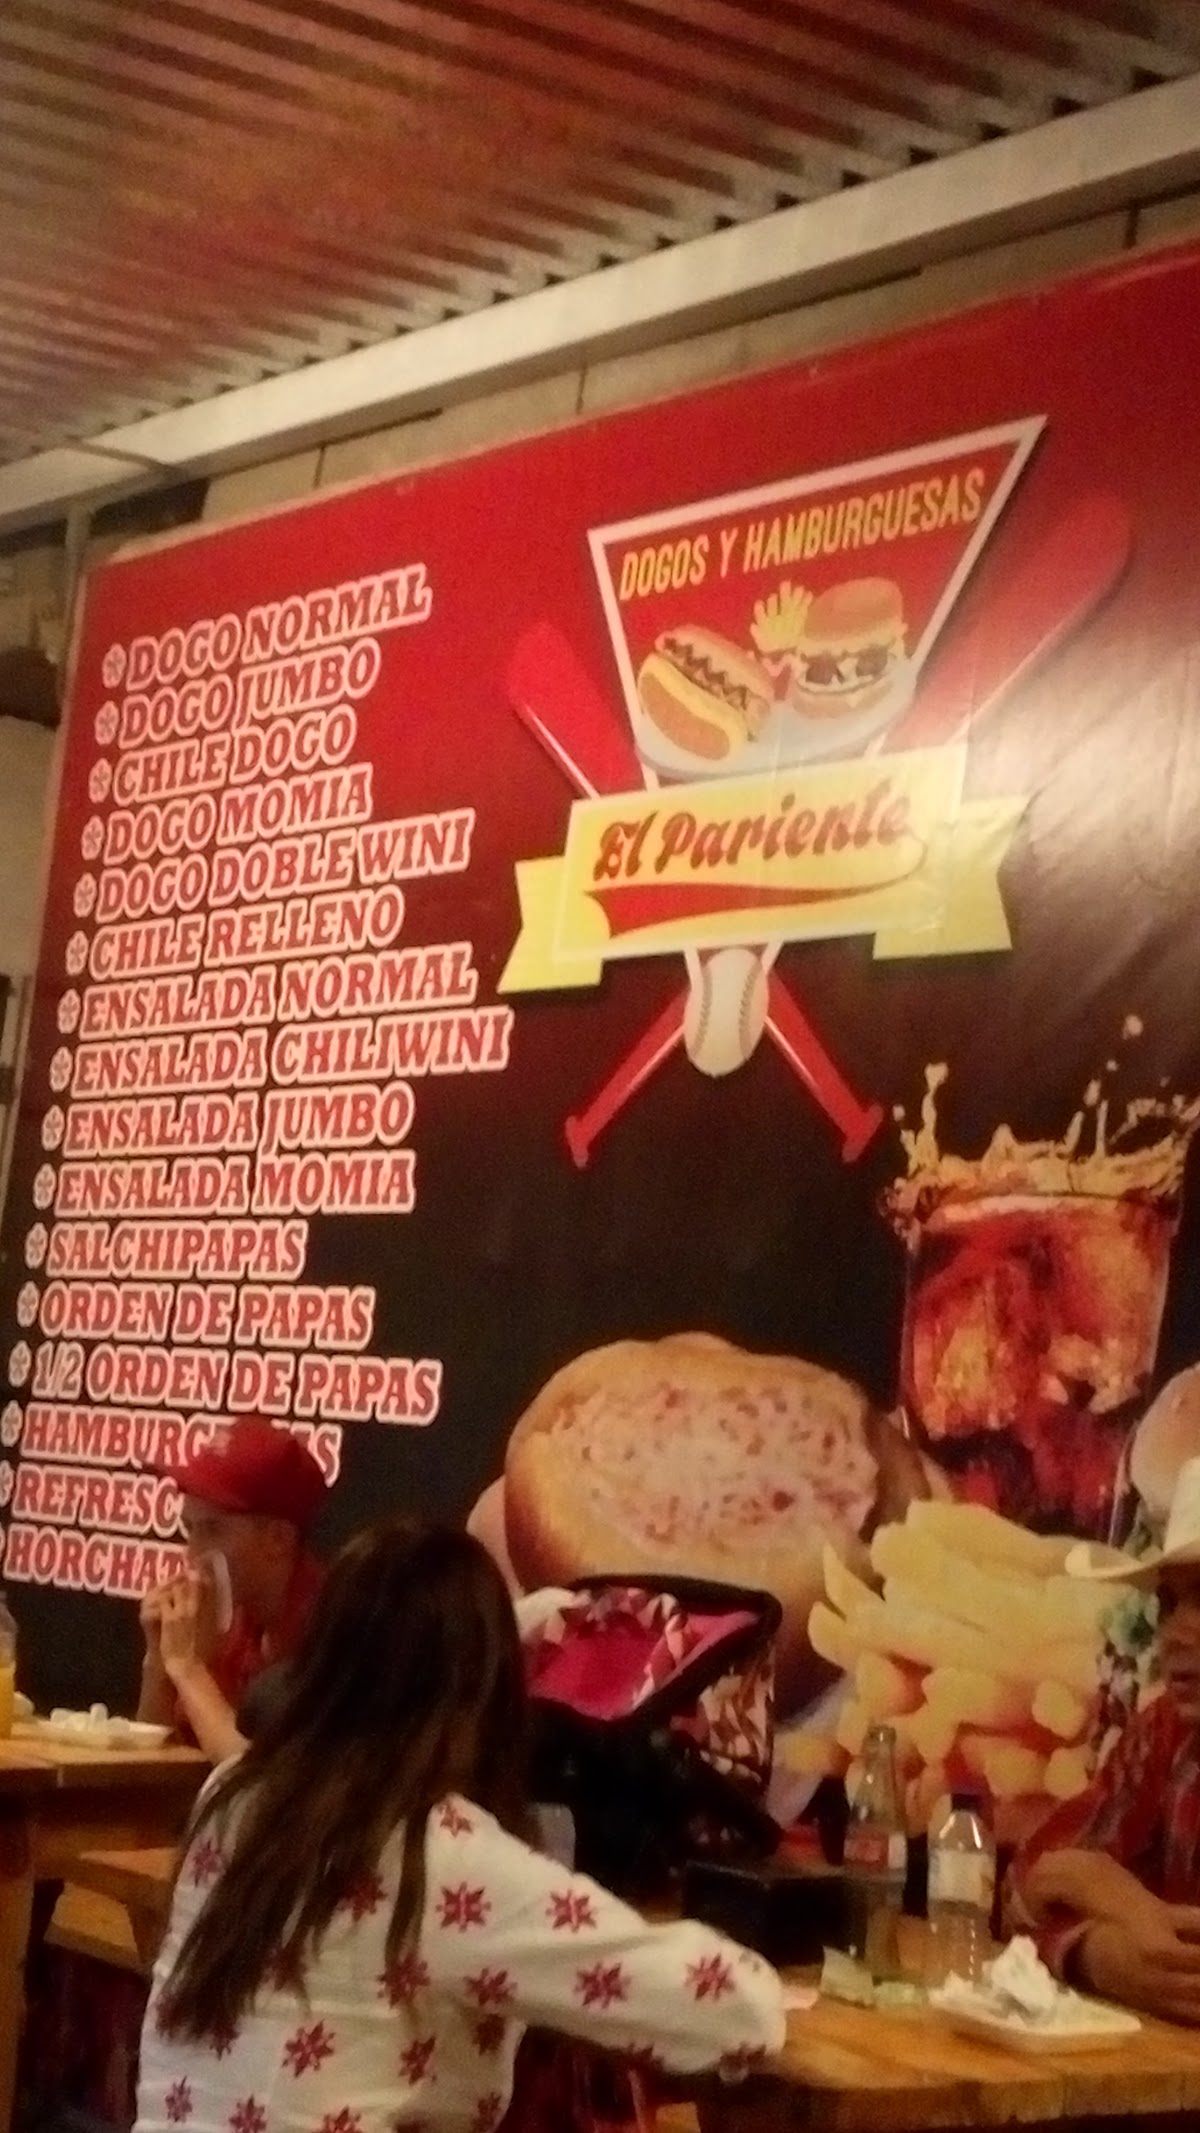 * DOGO NORMAL
* DOGO JUMBO
* CHILE DOGO
* DOGO MOMIA
* DOGO DOBLE WINI
* CHILE RELLENO
* ENSALADA NORMAL
* ENSALADA CHILIWINI
* ENSALADA JUMBO
* ENSALADA MOMIA
* SALCHIPAPAS
* ORDEN DE PAPAS
* 1/2 ORDEN DE PAPAS
DOGOS Y HAMBURGUESAS
El Pariente